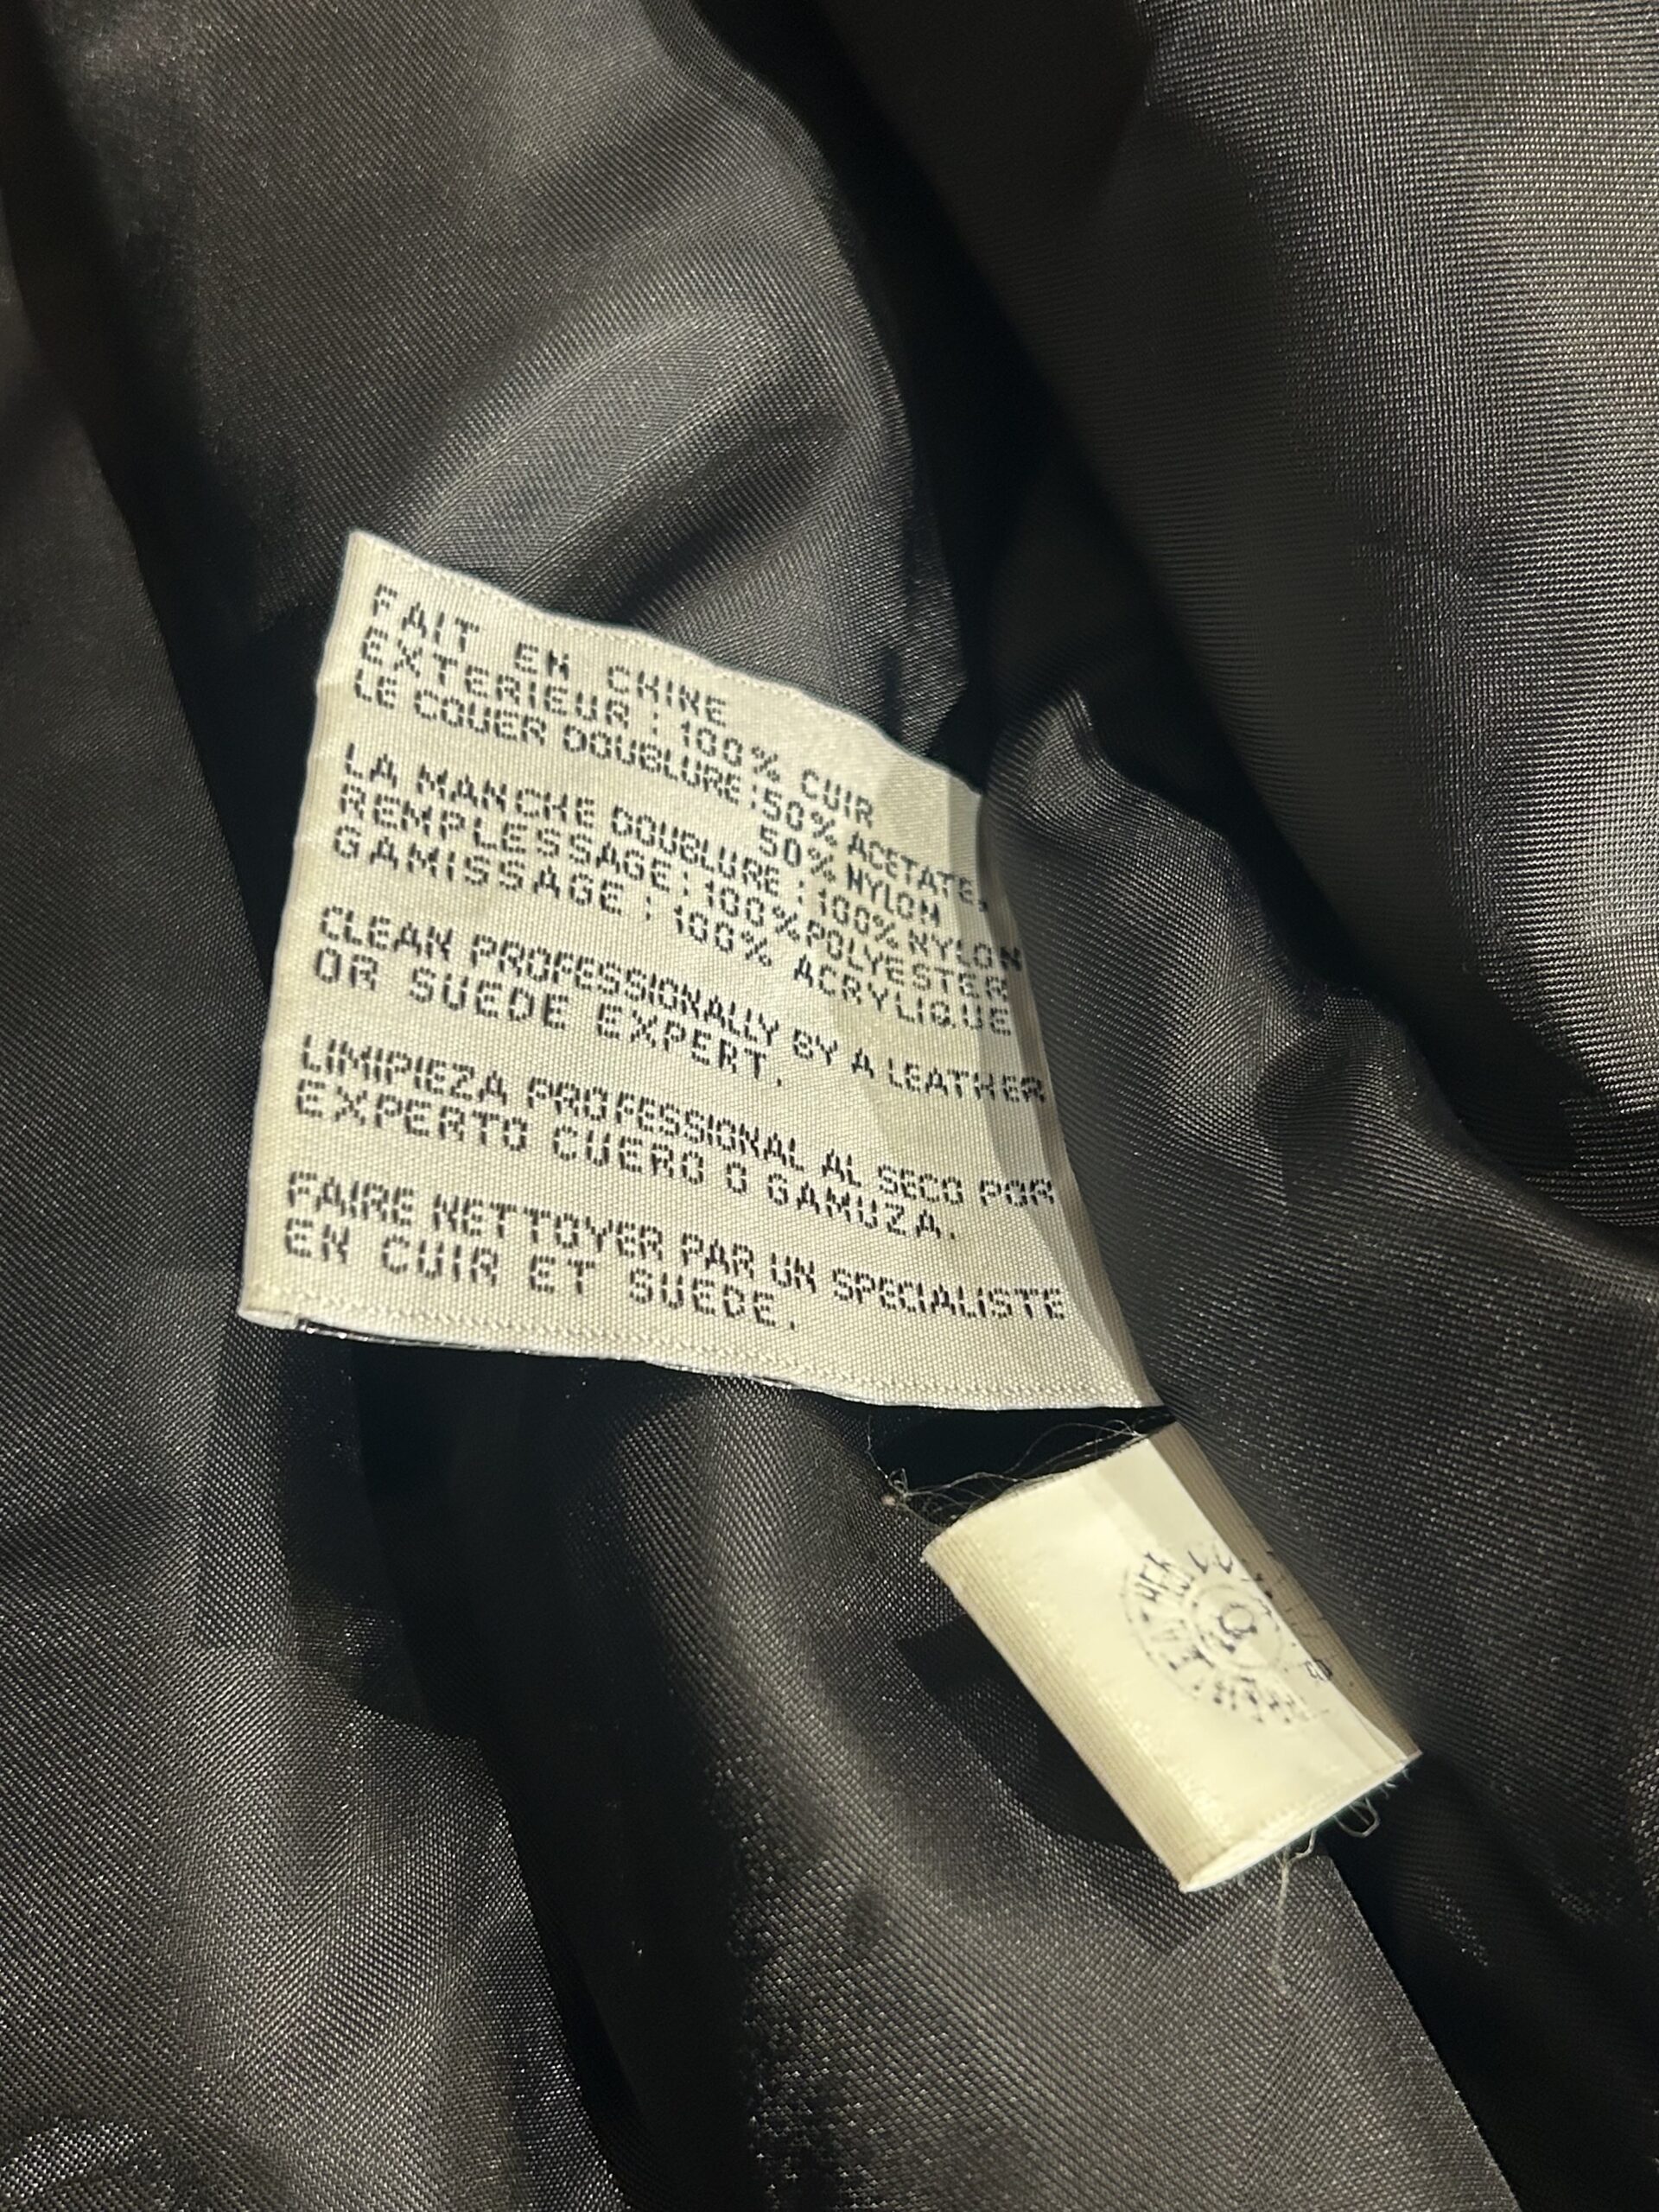 FAIT EN CHINE
EXTERIEUR : 100% CUIR
LE COUER DOUBLURE : 50% ACETATE,
50% NYLON
LA MANCHE DOUBLURE : 100% NYLON
REMPLESSAGE : 100% POLYESTER
GAMISSAGE : 100% ACRYLIQUE
CLEAN PROFESSIONALLY BY A LEATHER
OR SUEDE EXPERT.
LIMIPIEZA PROFESSIONAL AL SECO POR
EXPERTO CUERO O GAMUZA.
FAIRE NETTOYER PAR UN SPECIALISTE
EN CUIR ET SUEDE.